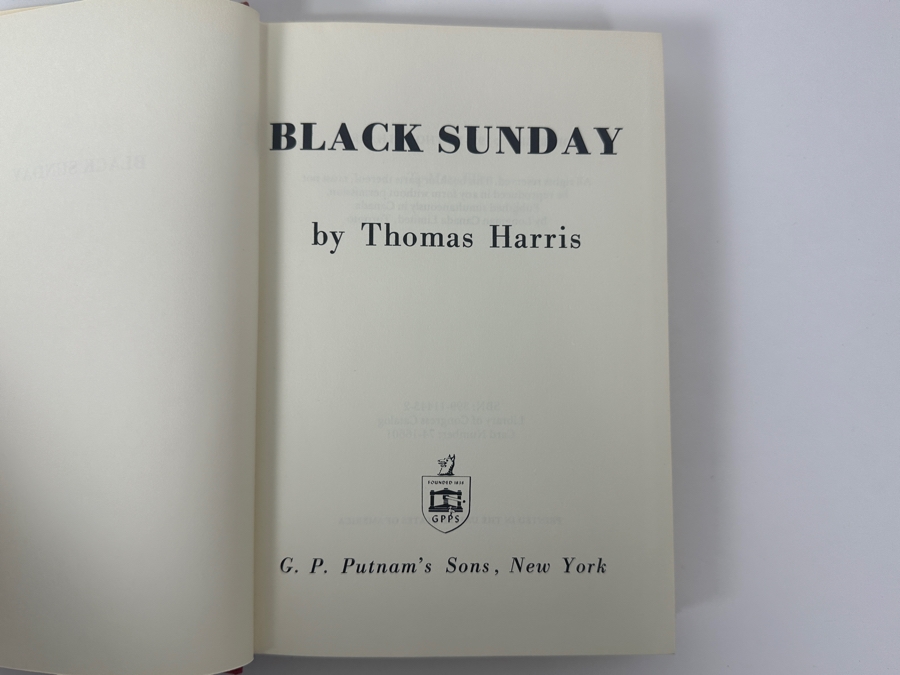 BLACK SUNDAY
by Thomas Harris
FOUNDED 1838
GPPS
G. P. Putnam's Sons, New York